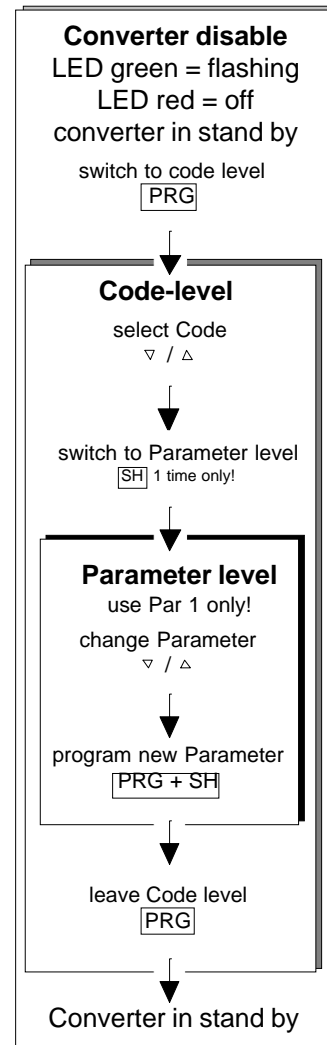 Converter disable
LED green = flashing
LED red = off
converter in stand by
switch to code level
PRG
Code-level
select Code
▽ / △
switch to Parameter level
SH 1 time only!
Parameter level
use Par 1 only!
change Parameter
▽ / △
program new Parameter
PRG + SH
leave Code level
PRG
Converter in stand by